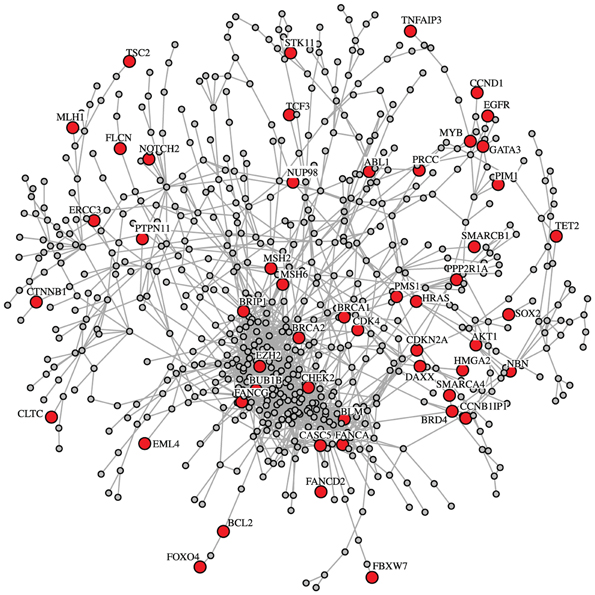 TNFAIP3
STK11
TSC2
CCND1
EGFR
TCF3
MLH1
FLCN
NOTCH2
MYB
GATA3
ABL1
PRCC
NUP98
PIM1
ERCC3
PTPN11
TET2
SMARCB1
MSH2
MSH6
PPP2R1A
CTNNB1
PMS1
HRAS
BRIP1
BRCA1
CDK4
SOX2
BRCA2
CDKN2A
AKT1
EZH2
DAXX
HMGA2
NBN
BUB1B
CHEK2
FANCG
SMARCA4
CLTC
BLM
BRD4
CCNB1IP1
EML4
CASC5
FANCA
FANCD2
BCL2
FOXO4
FBXW7